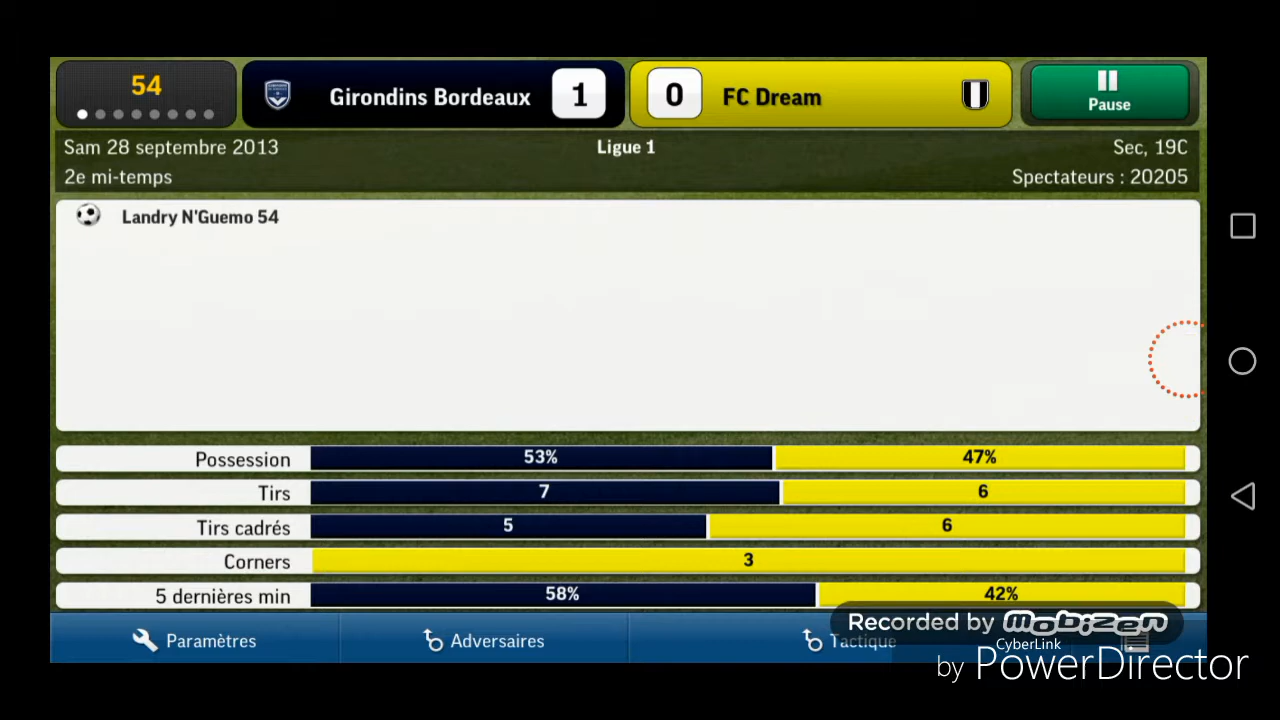 54
Girondins Bordeaux 1
0 FC Dream
Pause
Sam 28 septembre 2013
Ligue 1
Sec, 19C
2e mi-temps
Spectateurs : 20205
Landry N'Guemo 54
Possession 53% 47%
Tirs 7 6
Tirs cadrés 5 6
Corners 3
5 dernières min 58% 42%
Paramètres
Adversaires
Tactique
Recorded by mobizen
CyberLink
by PowerDirector